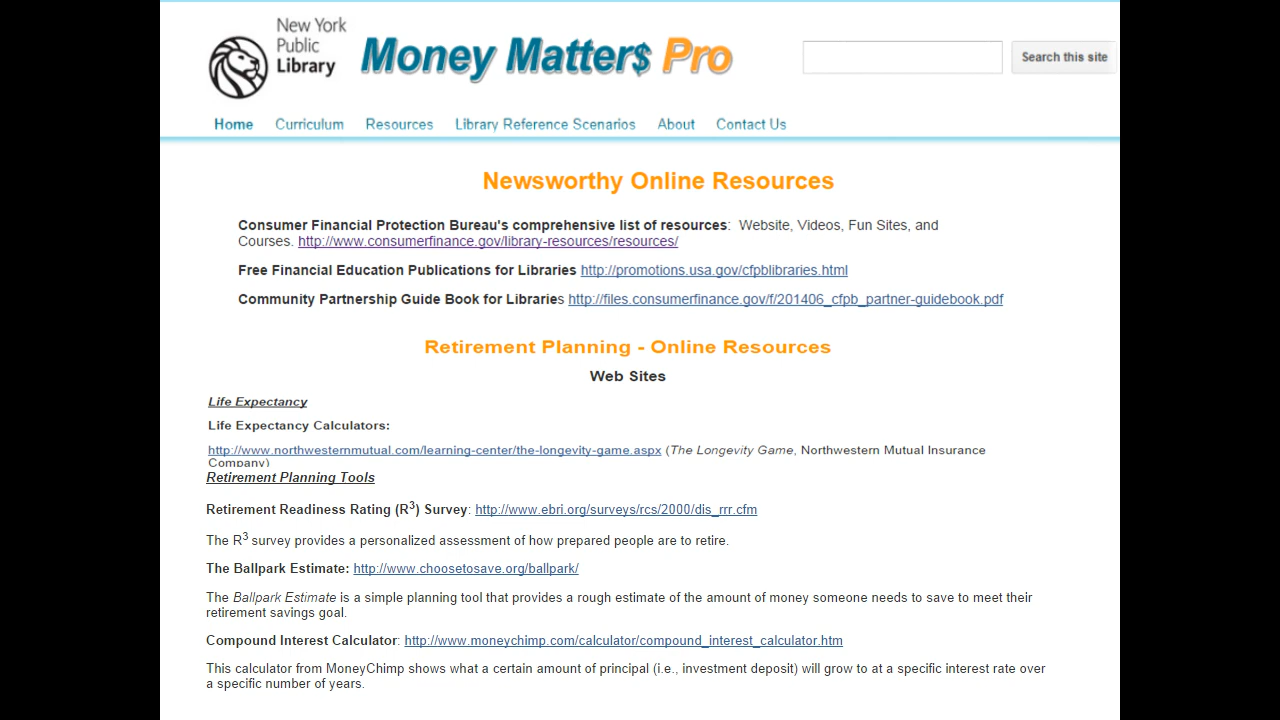 New York
Public
Library
Money Matter$ Pro
Search this site
Home Curriculum Resources Library Reference Scenarios About Contact Us
Newsworthy Online Resources
Consumer Financial Protection Bureau's comprehensive list of resources: Website, Videos, Fun Sites, and
Courses. http://www.consumerfinance.gov/library-resources/resources/
Free Financial Education Publications for Libraries http://promotions.usa.gov/cfpblibraries.html
Community Partnership Guide Book for Libraries http://files.consumerfinance.gov/f/201406_cfpb_partner-guidebook.pdf
Retirement Planning - Online Resources
Web Sites
Life Expectancy
Life Expectancy Calculators:
http://www.northwesternmutual.com/learning-center/the-longevity-game.aspx (The Longevity Game, Northwestern Mutual Insurance
Company)
Retirement Planning Tools
Retirement Readiness Rating (R³) Survey: http://www.ebri.org/surveys/rcs/2000/dis_rrr.cfm
The R³ survey provides a personalized assessment of how prepared people are to retire.
The Ballpark Estimate: http://www.choosetosave.org/ballpark/
The Ballpark Estimate is a simple planning tool that provides a rough estimate of the amount of money someone needs to save to meet their
retirement savings goal.
Compound Interest Calculator: http://www.moneychimp.com/calculator/compound_interest_calculator.htm
This calculator from MoneyChimp shows what a certain amount of principal (i.e., investment deposit) will grow to at a specific interest rate over
a specific number of years.